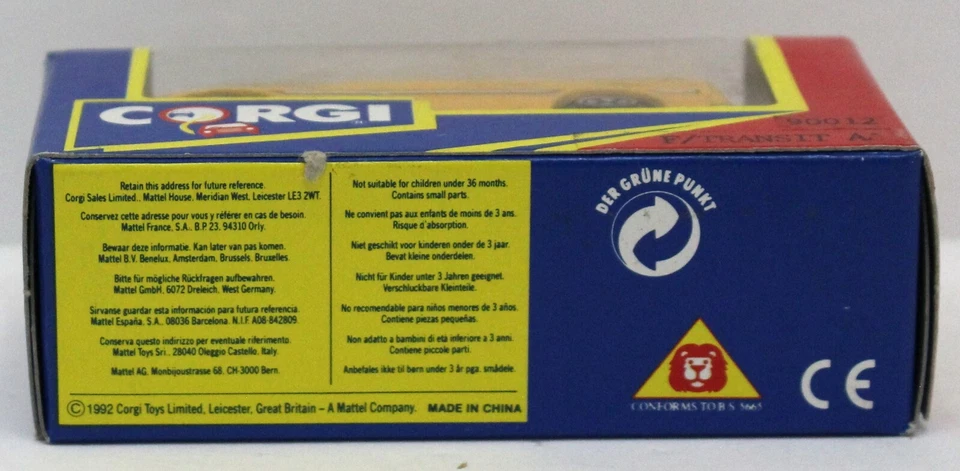 CORGI
90012
F/TRANSIT A
Retain this address for future reference.
Corgi Sales Limited., Mattel House, Meridian West, Leicester LE3 2WT.
Conservez cette adresse pour vous y référer en cas de besoin.
Mattel France, S.A., B.P. 23, 94310 Orly.
Bewaar deze informatie. Kan later van pas komen.
Mattel B.V. Benelux, Amsterdam, Brussels, Bruxelles.
Bitte für mögliche Rückfragen aufbewahren.
Mattel GmbH, 6072 Dreleich, West Germany.
Sirvanse guardar esta información para futura referencia.
Mattel España, S.A., 08036 Barcelona. N.I.F. A08-842809.
Conserva questo indirizzo per eventuale riferimento.
Mattel Toys Sri., 28040 Oleggio Castello, Italy.
Mattel AG, Monbijoustrasse 68, CH-3000 Bern.
Not suitable for children under 36 months.
Contains small parts.
Ne convient pas aux enfants de moins de 3 ans.
Risque d'absorption.
Niet geschikt voor kinderen onder de 3 jaar.
Bevat kleine onderdelen.
Nicht für Kinder unter 3 Jahren geeignet.
Verschluckbare Kleinteile.
No recomendable para niños menores de 3 años.
Contiene piezas pequeñas.
Non adatto a bambini di età inferiore a 3 anni.
Contiene piccole parti.
Anbefales ikke til børn under 3 år pga. smådele.
© 1992 Corgi Toys Limited, Leicester, Great Britain – A Mattel Company. MADE IN CHINA
DER GRÜNE PUNKT
CONFORMS TO B.S. 5665
CE